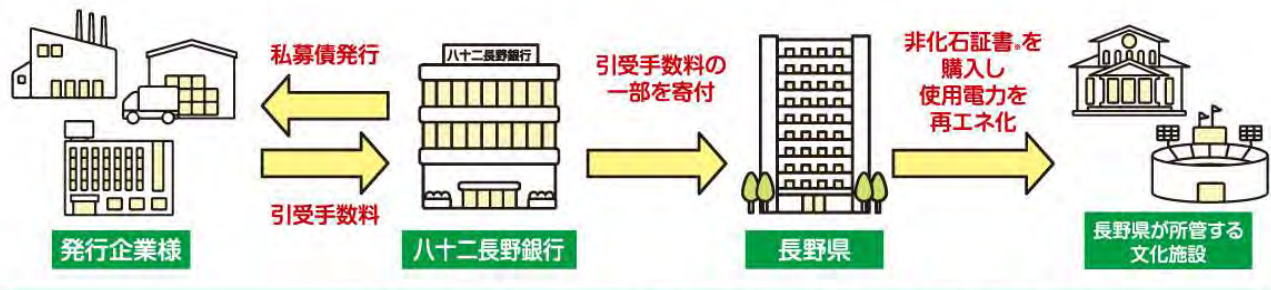 私募債発行
引受手数料
発行企業様
八十二長野銀行
八十二長野銀行
引受手数料の
一部を寄付
長野県
非化石証書※を
購入し
使用電力を
再エネ化
長野県が所管する
文化施設